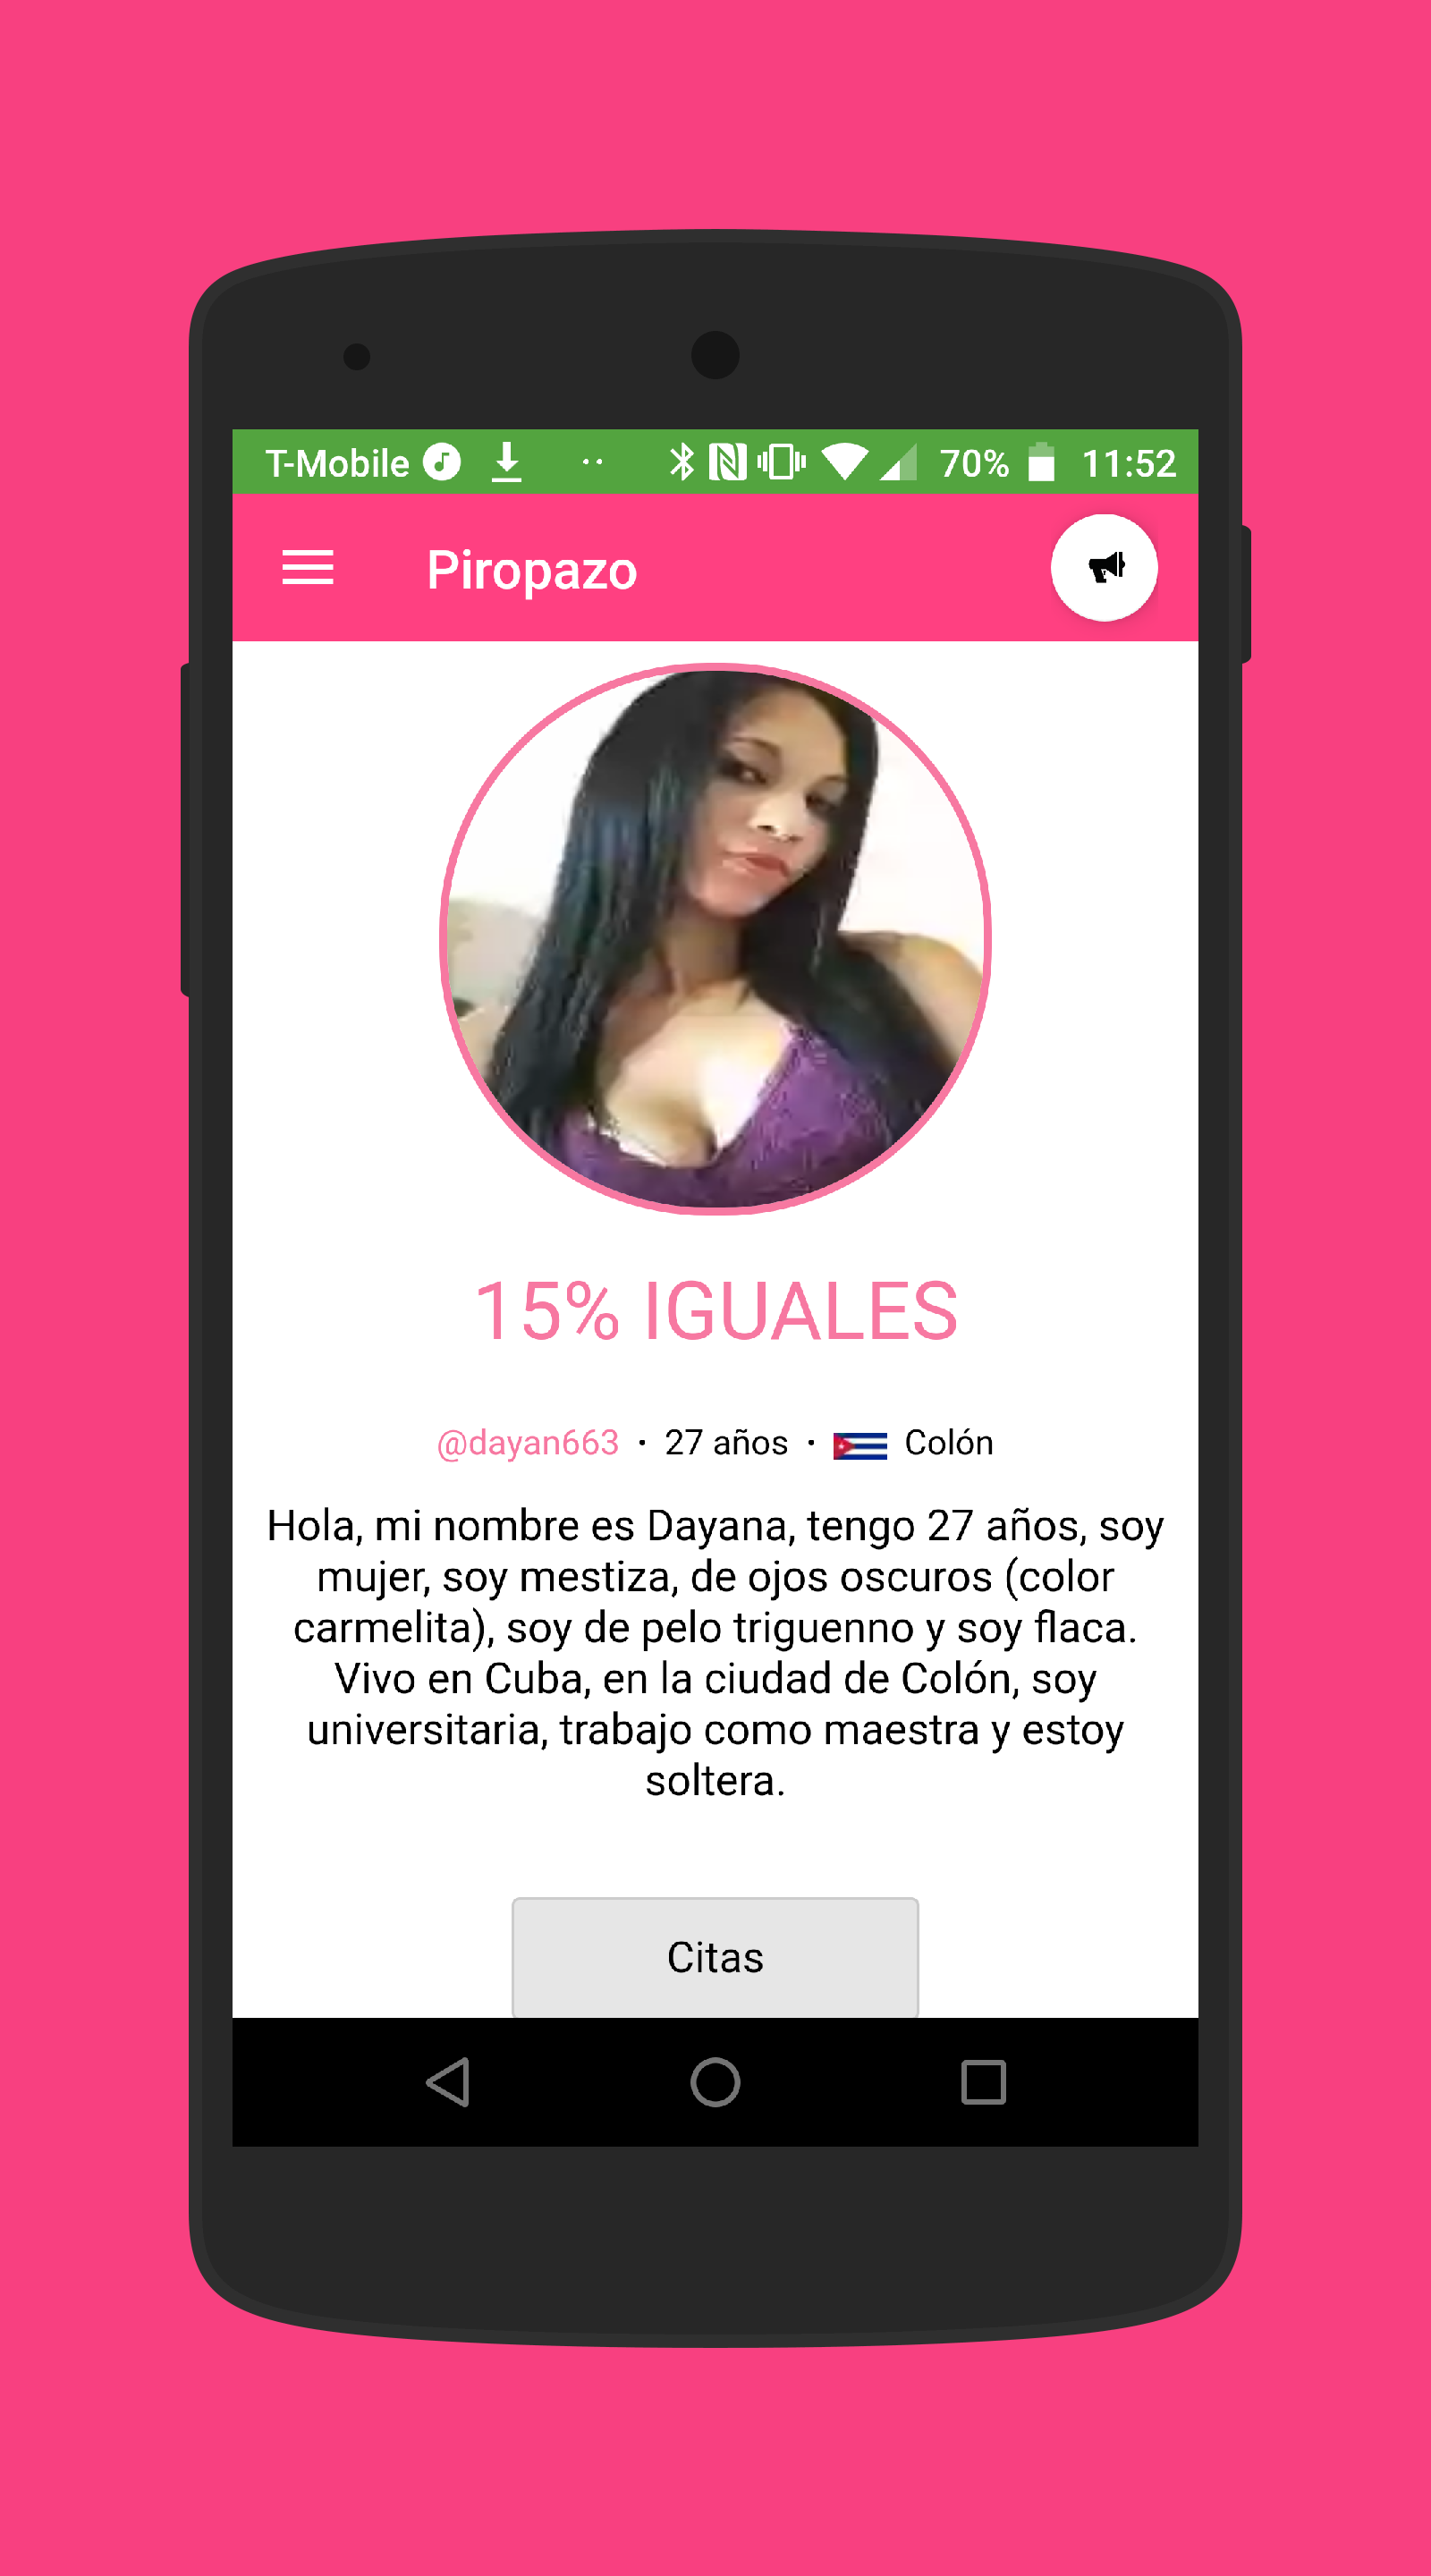 T-Mobile 70% 11:52
Piropazo
15% IGUALES
@dayan663 · 27 años · Colón
Hola, mi nombre es Dayana, tengo 27 años, soy
mujer, soy mestiza, de ojos oscuros (color
carmelita), soy de pelo triguenno y soy flaca.
Vivo en Cuba, en la ciudad de Colón, soy
universitaria, trabajo como maestra y estoy
soltera.
Citas